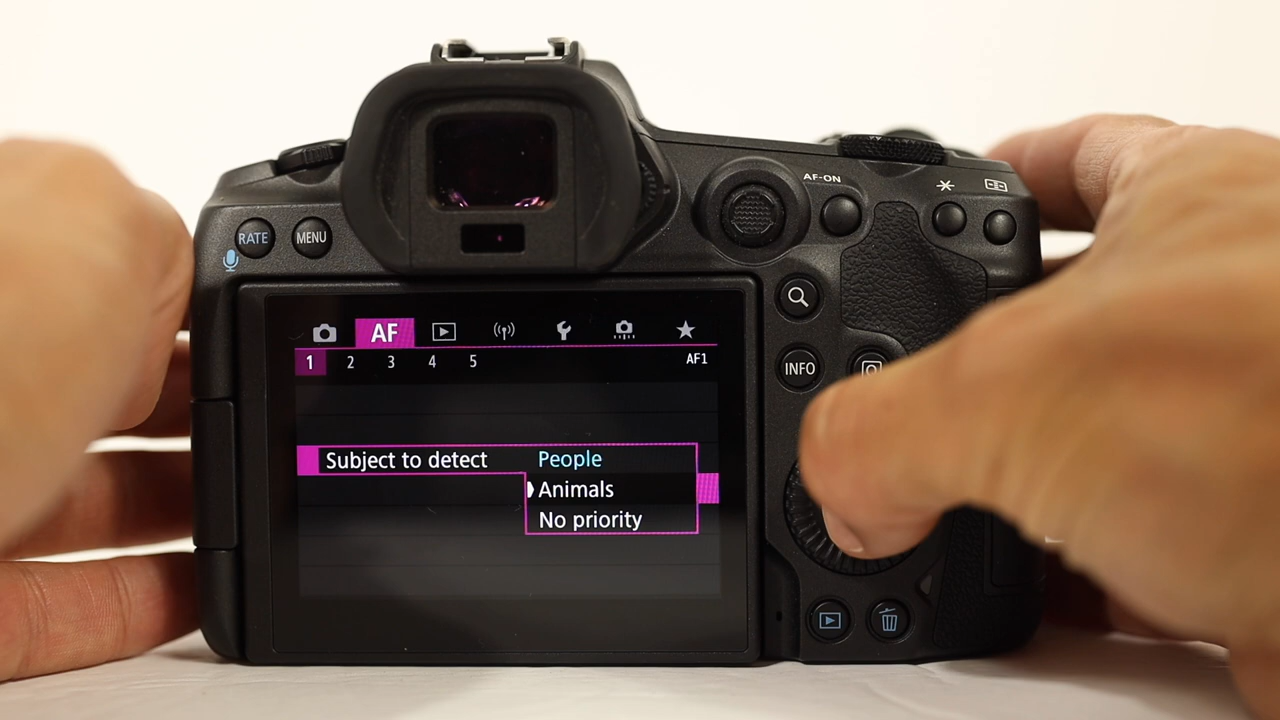 AF-ON
RATE
MENU
INFO
AF
1 2 3 4 5 AF1
Subject to detect People
Animals
No priority